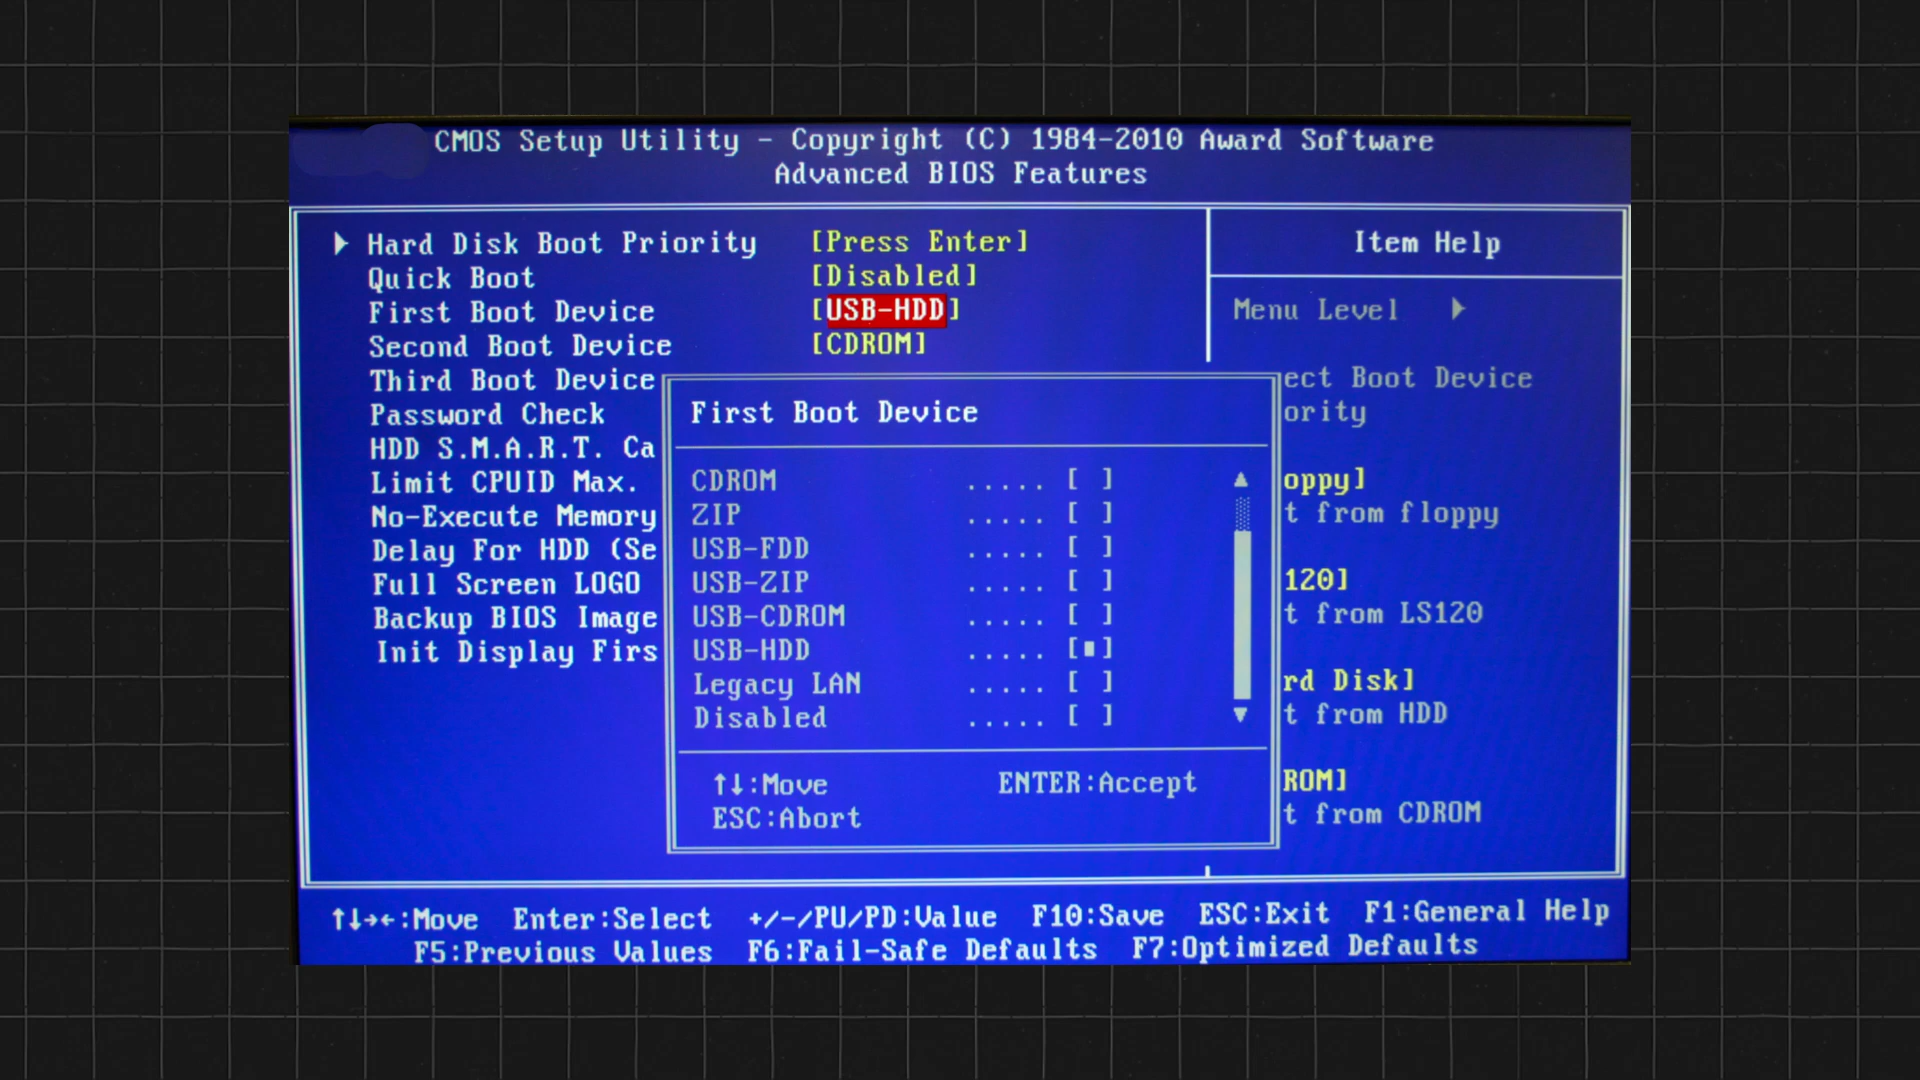 CMOS Setup Utility - Copyright (C) 1984-2010 Award Software
Advanced BIOS Features
Hard Disk Boot Priority [Press Enter]
Quick Boot [Disabled]
First Boot Device [USB-HDD]
Second Boot Device [CDROM]
Third Boot Device
Password Check
HDD S.M.A.R.T. Ca
Limit CPUID Max.
No-Execute Memory
Delay For HDD (Se
Full Screen LOGO
Backup BIOS Image
Init Display Firs
First Boot Device
CDROM ..... [ ]
ZIP ..... [ ]
USB-FDD ..... [ ]
USB-ZIP ..... [ ]
USB-CDROM ..... [ ]
USB-HDD ..... [▮]
Legacy LAN ..... [ ]
Disabled ..... [ ]
↑↓:Move ENTER:Accept
ESC:Abort
Item Help
Menu Level ▶
ect Boot Device
ority
oppy]
t from floppy
120]
t from LS120
rd Disk]
t from HDD
ROM]
t from CDROM
↑↓→←:Move Enter:Select +/-/PU/PD:Value F10:Save ESC:Exit F1:General Help
F5:Previous Values F6:Fail-Safe Defaults F7:Optimized Defaults